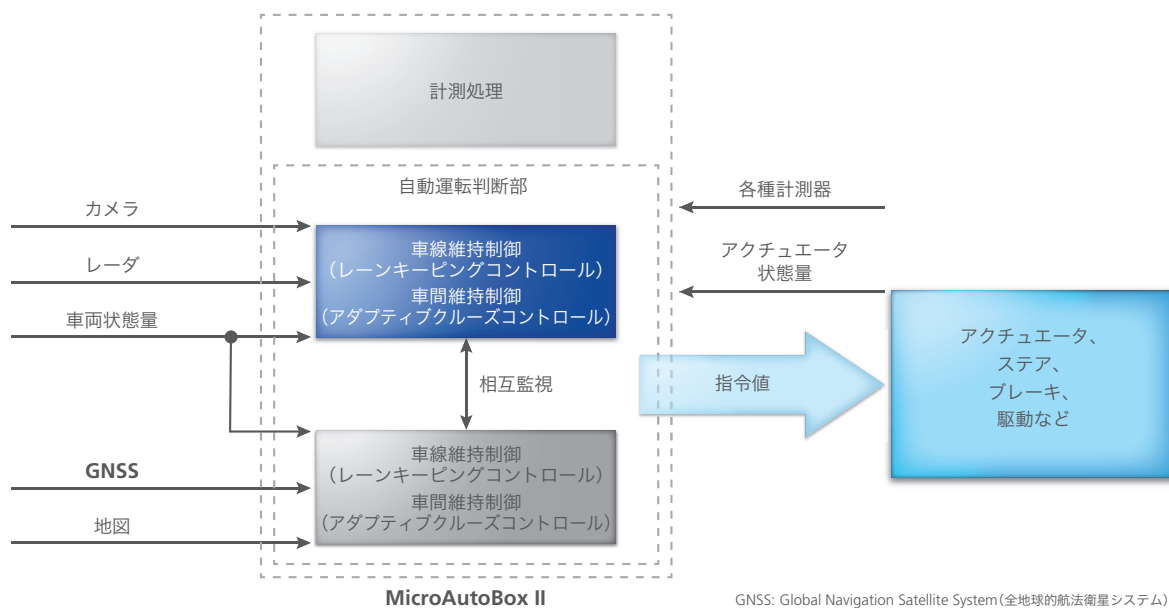 計測処理
自動運転判断部
カメラ
レーダ
車両状態量
GNSS
地図
車線維持制御
（レーンキーピングコントロール）
車間維持制御
（アダプティブクルーズコントロール）
相互監視
車線維持制御
（レーンキーピングコントロール）
車間維持制御
（アダプティブクルーズコントロール）
各種計測器
アクチュエータ
状態量
指令値
アクチュエータ、
ステア、
ブレーキ、
駆動など
MicroAutoBox II
GNSS: Global Navigation Satellite System（全地球的航法衛星システム）